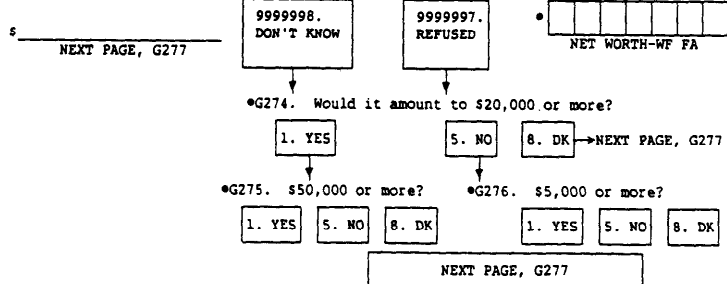 9999998. 9999997. •
$ DON'T KNOW REFUSED
NEXT PAGE, G277 NET WORTH-WF FA
•G274. Would it amount to $20,000 or more?
1. YES 5. NO 8. DK →NEXT PAGE, G277
•G275. $50,000 or more? •G276. $5,000 or more?
1. YES 5. NO 8. DK 1. YES 5. NO 8. DK
NEXT PAGE, G277